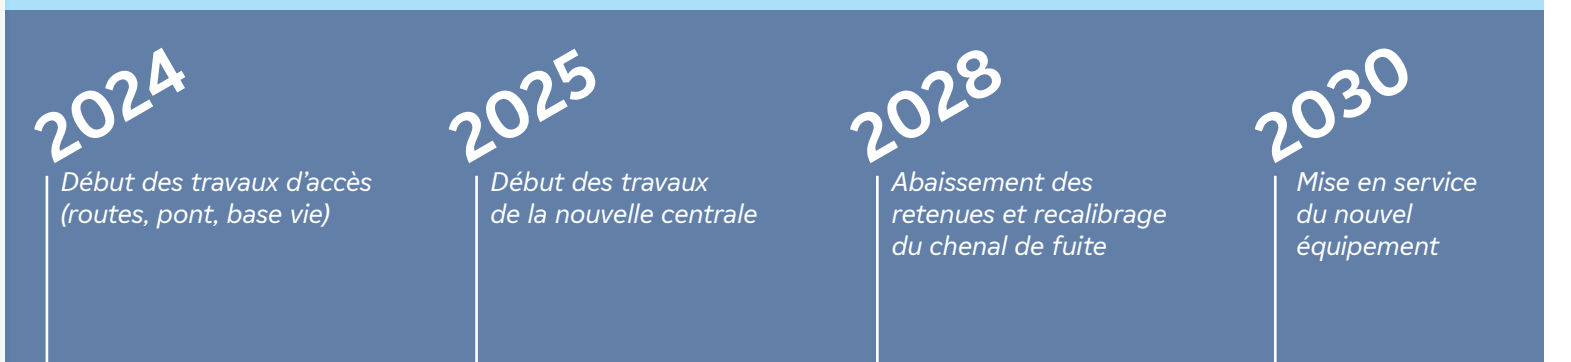 2024
Début des travaux d’accès
(routes, pont, base vie)
2025
Début des travaux
de la nouvelle centrale
2028
Abaissement des
retenues et recalibrage
du chenal de fuite
2030
Mise en service
du nouvel
équipement